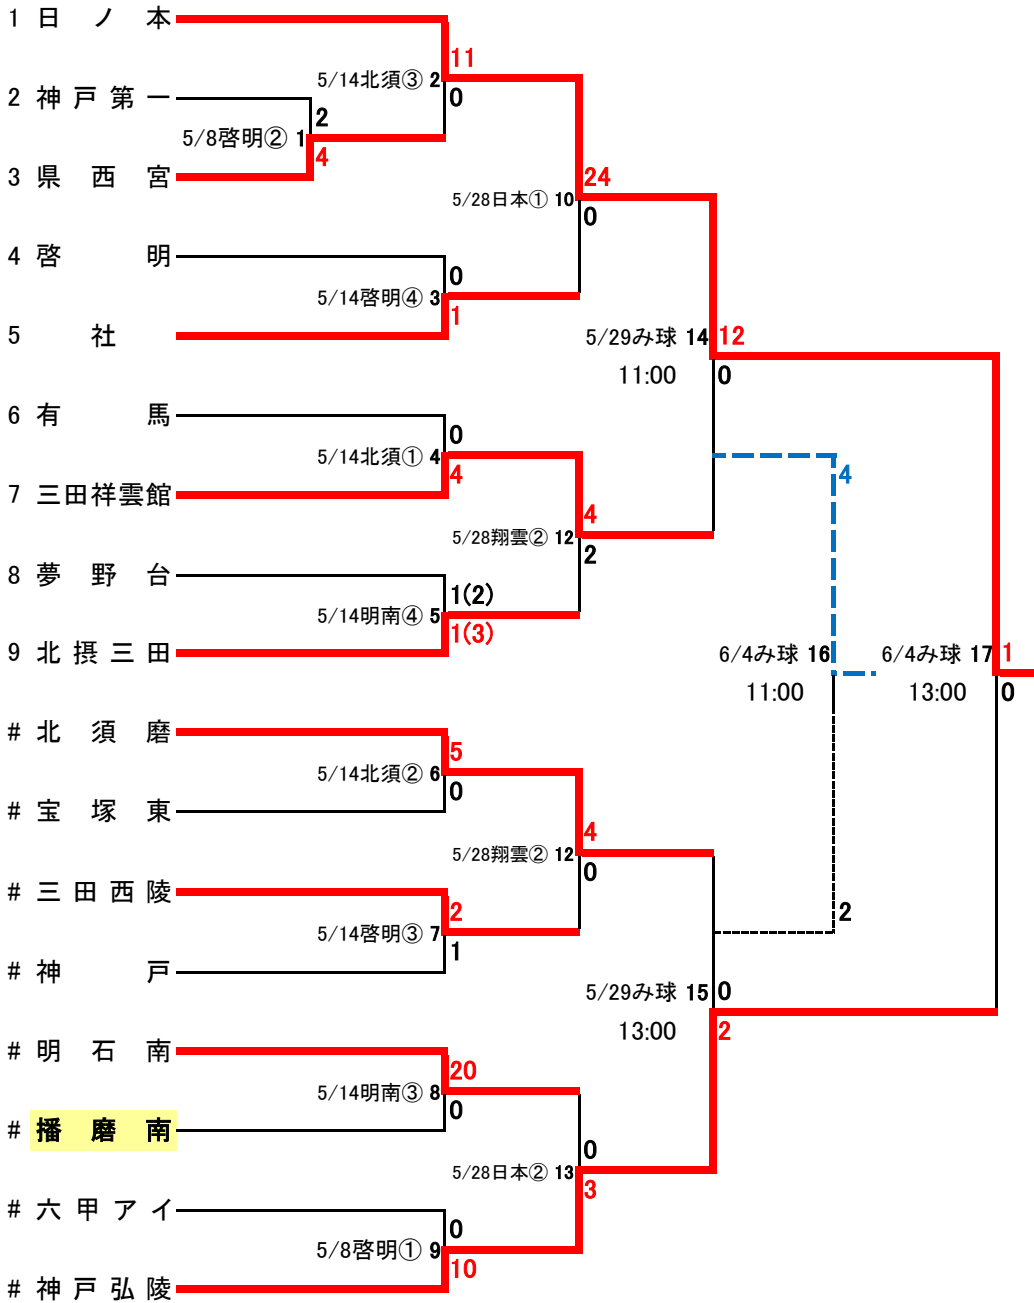 1 日ノ本
11
5/14北須③ 2
0
2 神戸第一
2
5/8啓明② 1
4
3 県西宮
24
5/28日本① 10
0
4 啓明
0
5/14啓明④ 3
1
5 社
5/29み球 14
12
11:00
0
6 有馬
0
5/14北須① 4
4
4
7 三田祥雲館
4
5/28翔雲② 12
2
8 夢野台
1(2)
5/14明南④ 5
1(3)
9 北摂三田
6/4み球 16
11:00
6/4み球 17
1
13:00
0
# 北須磨
5
5/14北須② 6
0
# 宝塚東
4
5/28翔雲② 12
0
# 三田西陵
2
5/14啓明③ 7
1
2
# 神戸
5/29み球 15
0
13:00
2
# 明石南
20
5/14明南③ 8
0
# 播磨南
0
5/28日本② 13
3
# 六甲アイ
0
5/8啓明① 9
10
# 神戸弘陵